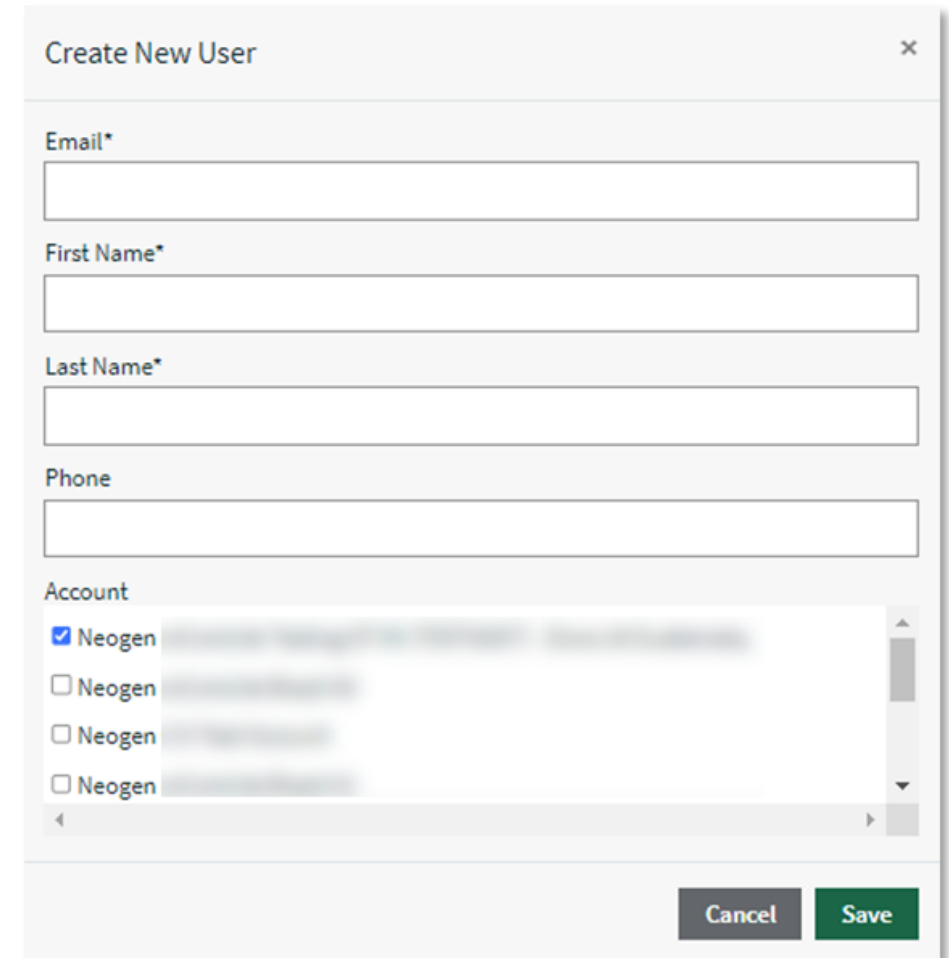 Create New User
Email*
First Name*
Last Name*
Phone
Account
Neogen
Neogen
Neogen
Neogen
Cancel Save